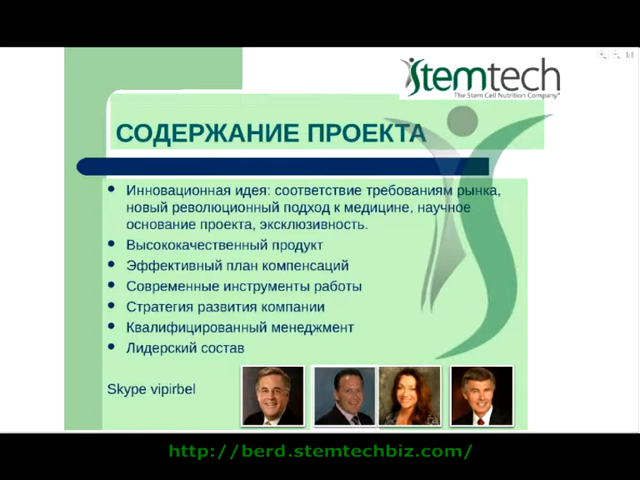 Stemtech
The Stem Cell Nutrition Company®
СОДЕРЖАНИЕ ПРОЕКТА
Инновационная идея: соответствие требованиям рынка,
новый революционный подход к медицине, научное
основание проекта, эксклюзивность.
Высококачественный продукт
Эффективный план компенсаций
Современные инструменты работы
Стратегия развития компании
Квалифицированный менеджмент
Лидерский состав
Skype vipirbel
http://berd.stemtechbiz.com/